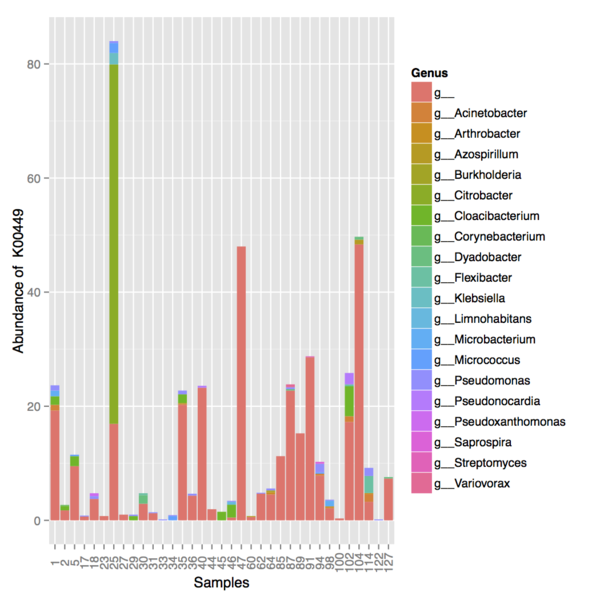 Genus
g__
g__Acinetobacter
g__Arthrobacter
g__Azospirillum
g__Burkholderia
g__Citrobacter
g__Cloacibacterium
g__Corynebacterium
g__Dyadobacter
g__Flexibacter
g__Klebsiella
g__Limnohabitans
g__Microbacterium
g__Micrococcus
g__Pseudomonas
g__Pseudonocardia
g__Pseudoxanthomonas
g__Saprospira
g__Streptomyces
g__Variovorax
Abundance of K00449
80
60
40
20
0
1 2 5 17 18 23 25 27 29 30 31 33 34 35 36 40 44 45 46 47 60 62 64 85 87 89 91 94 98 100 102 104 114 122 127
Samples